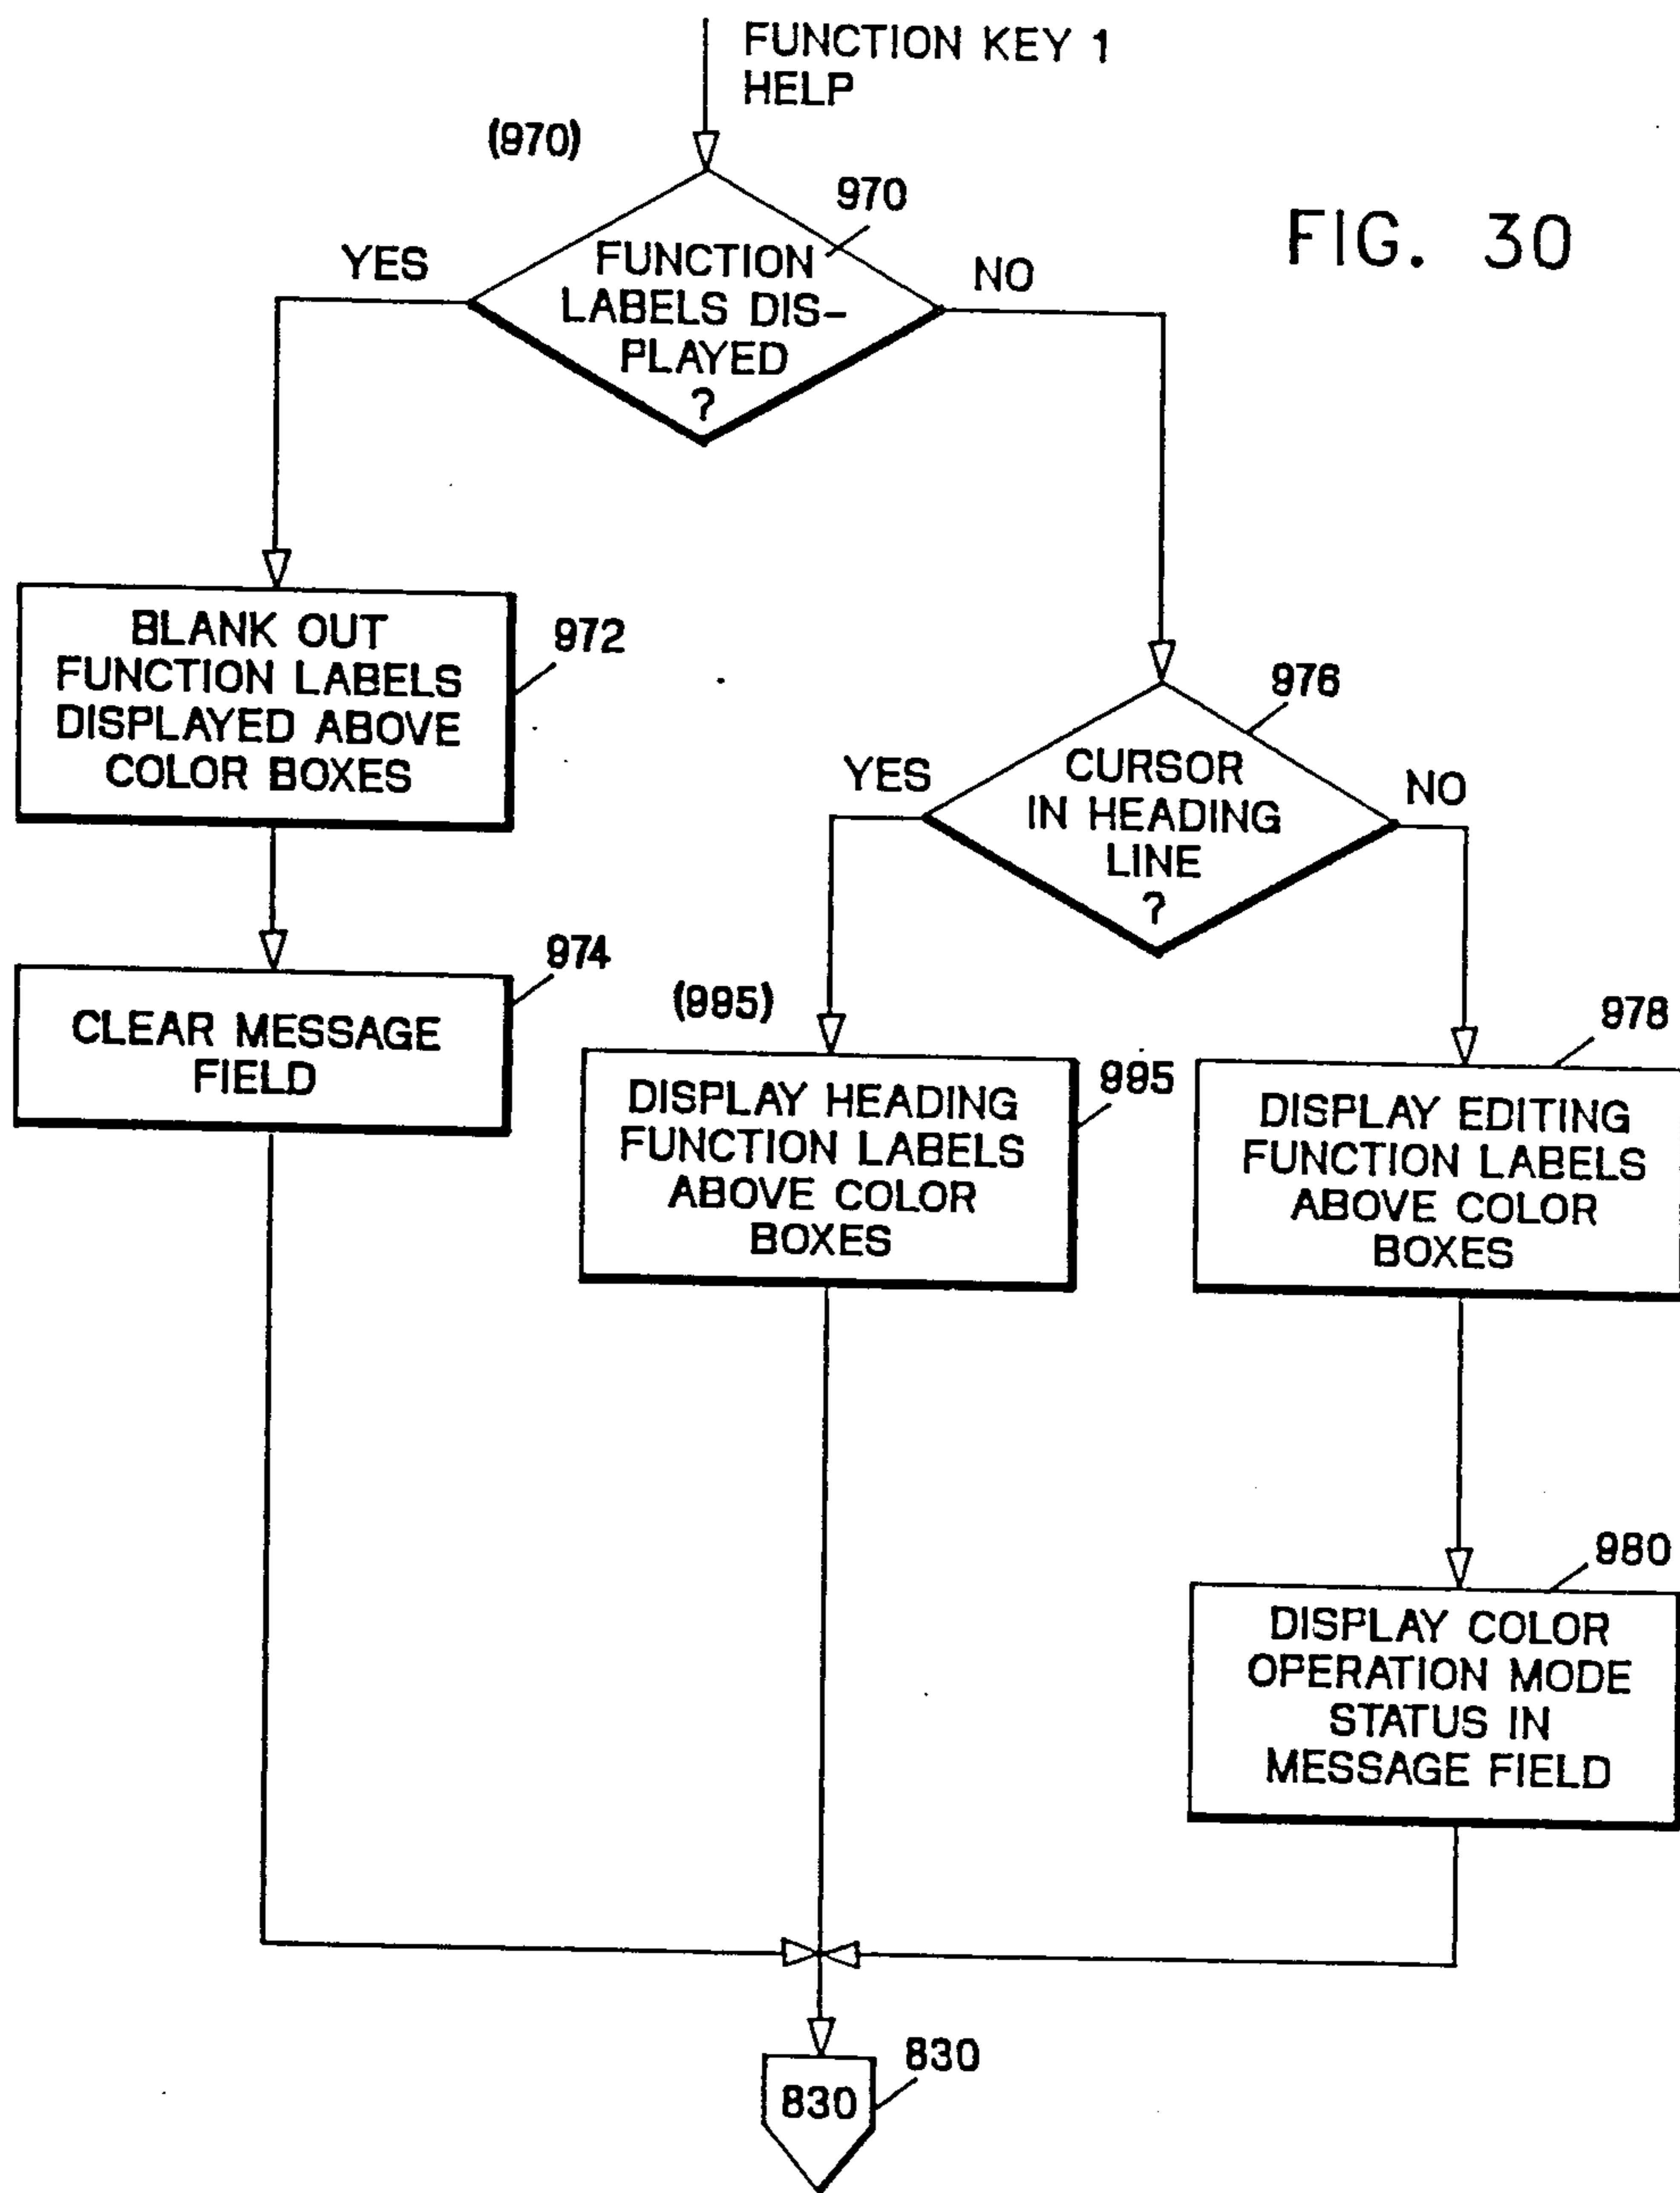 FUNCTION KEY 1
HELP
(970)
970
FIG. 30
YES
FUNCTION
LABELS DIS-
PLAYED
?
NO
BLANK OUT
FUNCTION LABELS
DISPLAYED ABOVE
COLOR BOXES
972
976
YES
CURSOR
IN HEADING
LINE
?
NO
974
CLEAR MESSAGE
FIELD
(995)
DISPLAY HEADING
FUNCTION LABELS
ABOVE COLOR
BOXES
995
978
DISPLAY EDITING
FUNCTION LABELS
ABOVE COLOR
BOXES
980
DISPLAY COLOR
OPERATION MODE
STATUS IN
MESSAGE FIELD
830
830